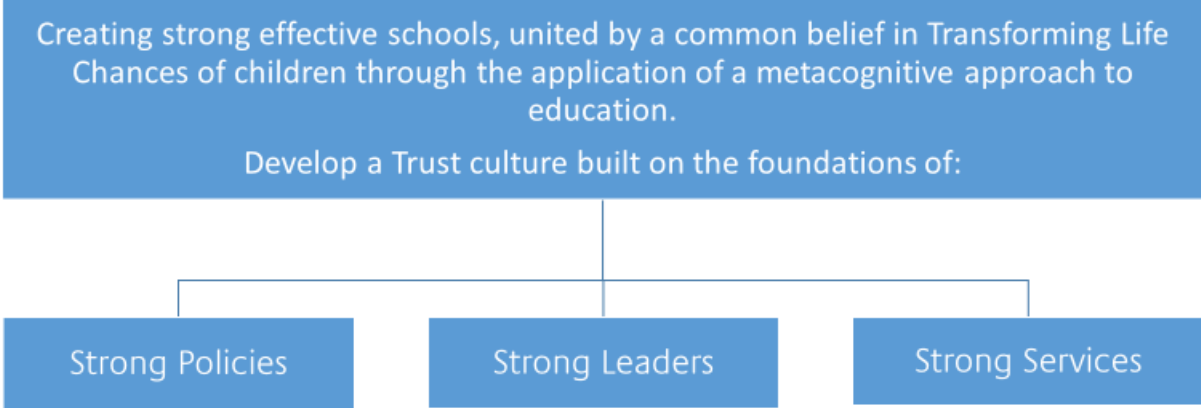 Creating strong effective schools, united by a common belief in Transforming Life
Chances of children through the application of a metacognitive approach to
education.
Develop a Trust culture built on the foundations of:
Strong Policies
Strong Leaders
Strong Services